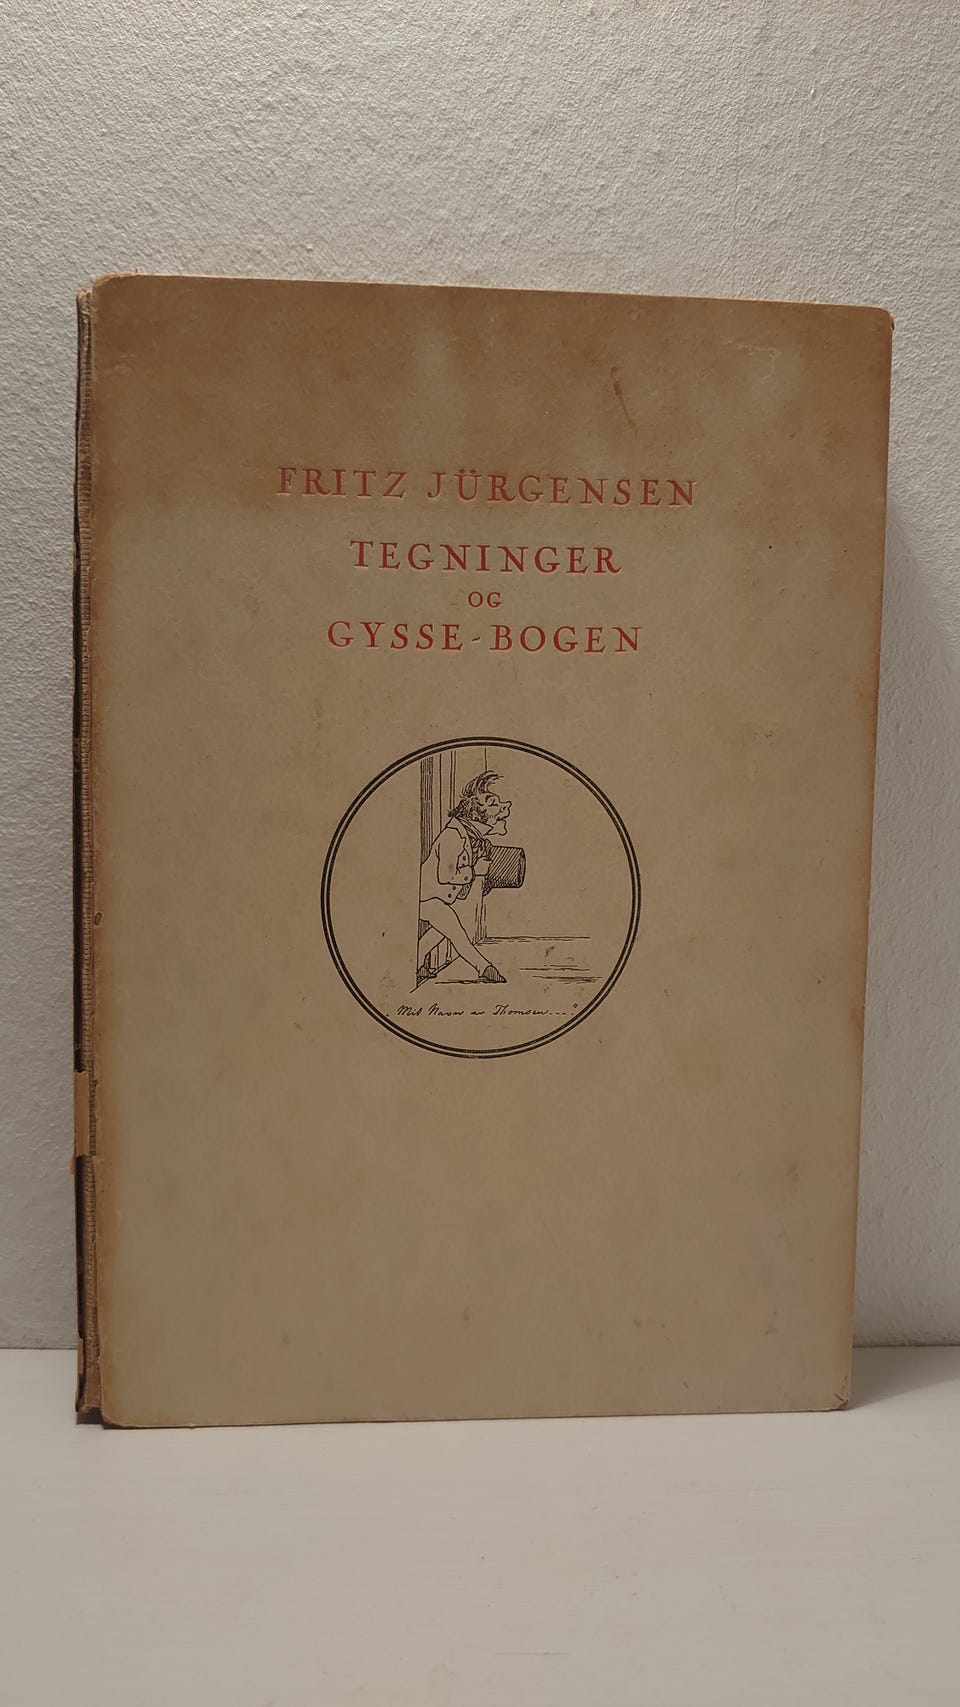 FRITZ JÜRGENSEN
TEGNINGER
OG
GYSSE-BOGEN
„Mit Navn er Thomsen---."